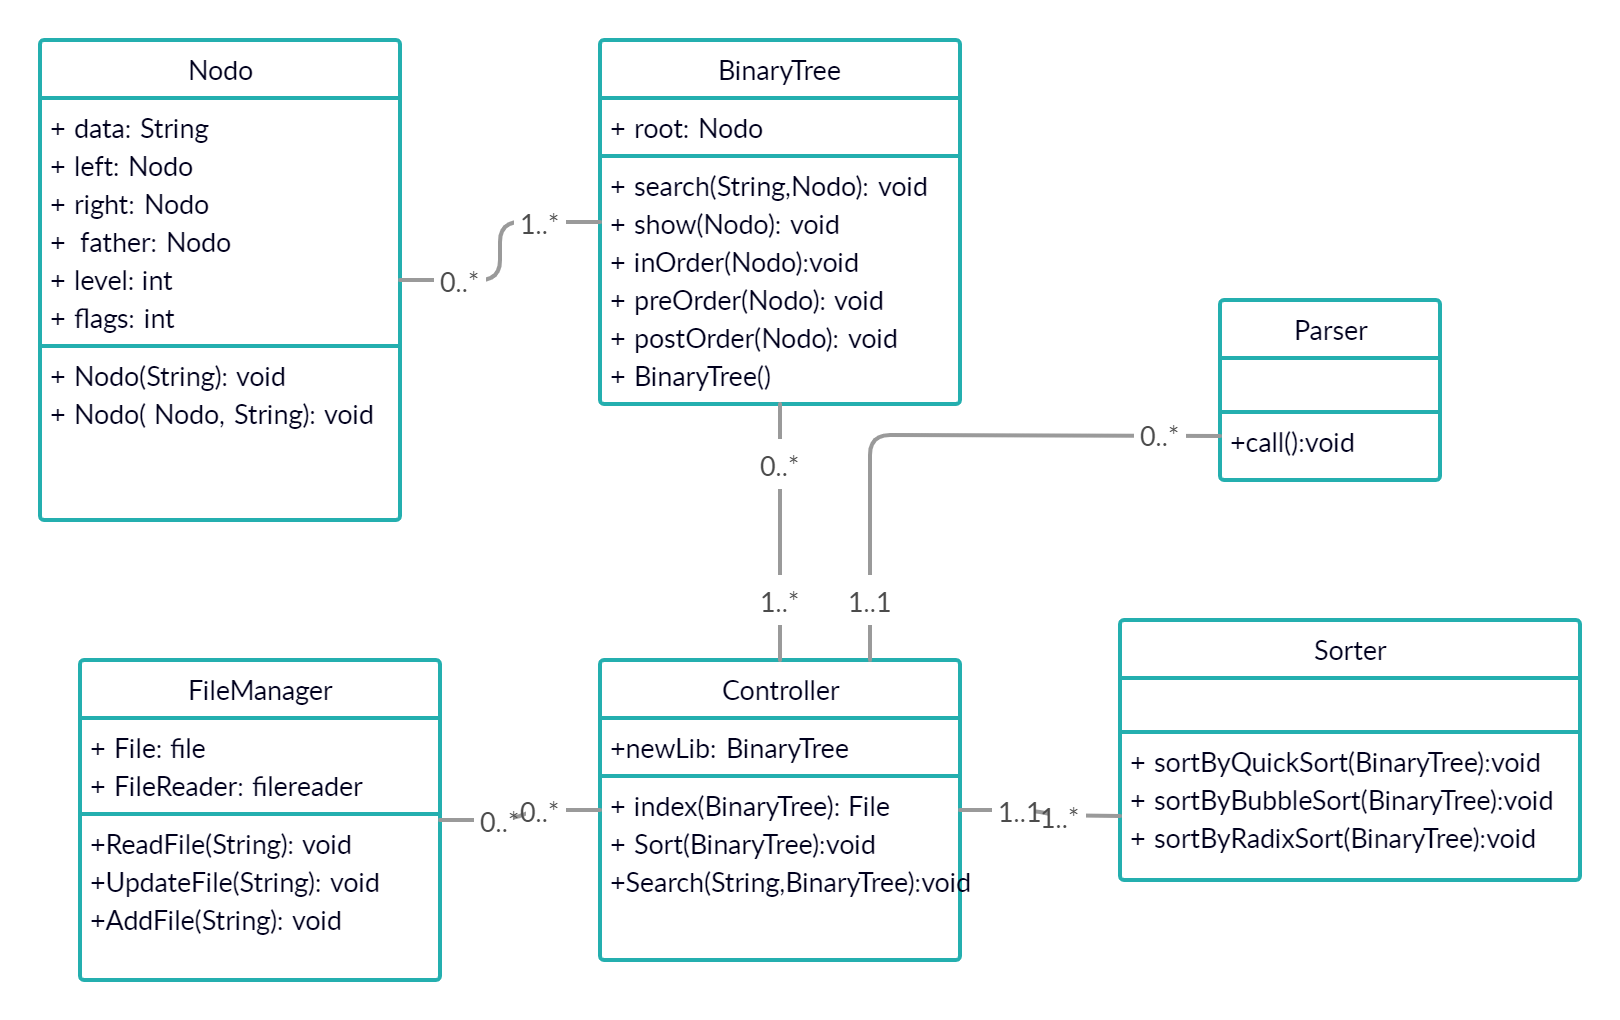 Nodo
+ data: String
+ left: Nodo
+ right: Nodo
+ father: Nodo
+ level: int
+ flags: int
+ Nodo(String): void
+ Nodo( Nodo, String): void
0..*
1..*
BinaryTree
+ root: Nodo
+ search(String,Nodo): void
+ show(Nodo): void
+ inOrder(Nodo):void
+ preOrder(Nodo): void
+ postOrder(Nodo): void
+ BinaryTree()
Parser
+call():void
0..*
0..*
1..*
1..1
FileManager
+ File: file
+ FileReader: filereader
+ReadFile(String): void
+UpdateFile(String): void
+AddFile(String): void
0..*
0..*
Controller
+newLib: BinaryTree
+ index(BinaryTree): File
+ Sort(BinaryTree):void
+Search(String,BinaryTree):void
1..1
1..*
Sorter
+ sortByQuickSort(BinaryTree):void
+ sortByBubbleSort(BinaryTree):void
+ sortByRadixSort(BinaryTree):void